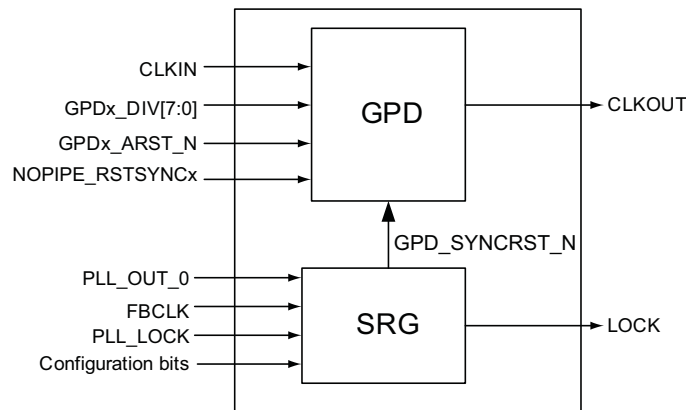 CLKIN
GPDx_DIV[7:0]
GPDx_ARST_N
NOPIPE_RSTSYNCx
GPD
CLKOUT
GPD_SYNCRST_N
PLL_OUT_0
FBCLK
PLL_LOCK
Configuration bits
SRG
LOCK